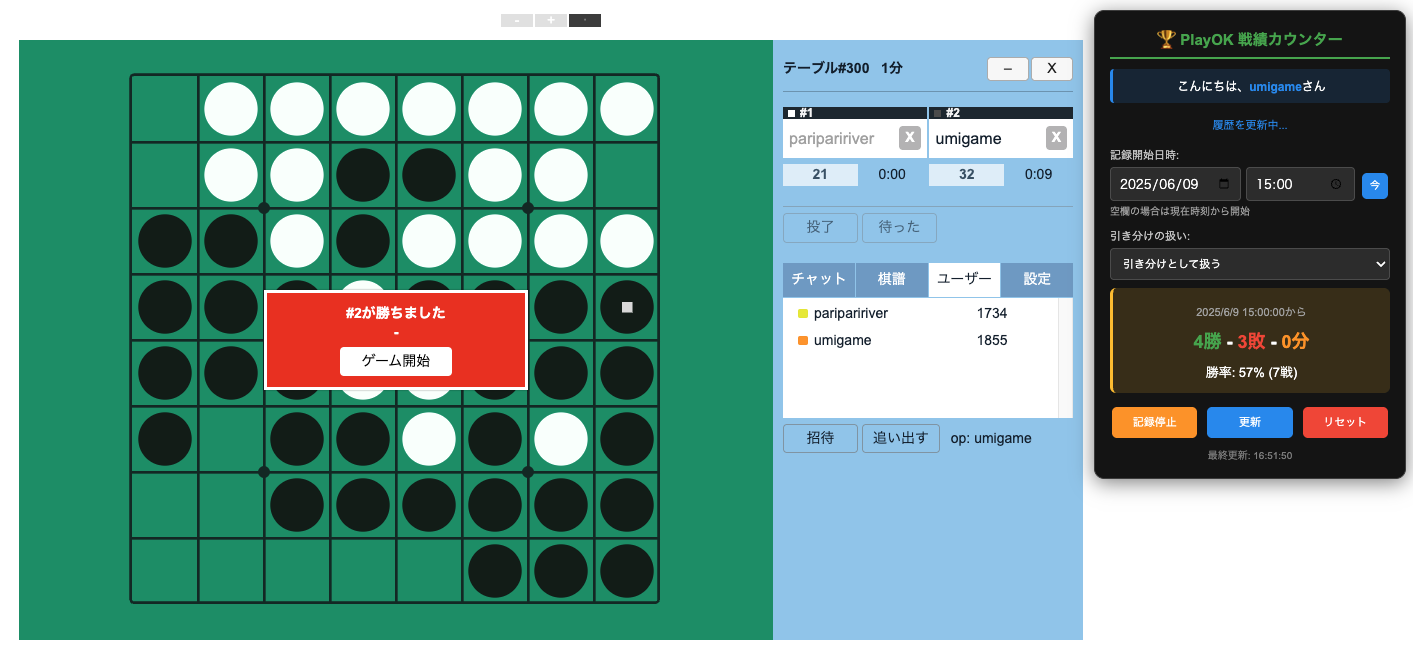 - + ·
テーブル#300 1分
– X
#1 #2
paripaririver X umigame X
21 0:00 32 0:09
投了 待った
チャット 棋譜 ユーザー 設定
paripaririver 1734
umigame 1855
招待 追い出す op: umigame
#2が勝ちました
-
ゲーム開始
🏆 PlayOK 戦績カウンター
こんにちは、umigameさん
履歴を更新中...
記録開始日時:
2025/06/09 15:00 今
空欄の場合は現在時刻から開始
引き分けの扱い:
引き分けとして扱う
2025/6/9 15:00:00から
4勝 - 3敗 - 0分
勝率: 57% (7戦)
記録停止 更新 リセット
最終更新: 16:51:50